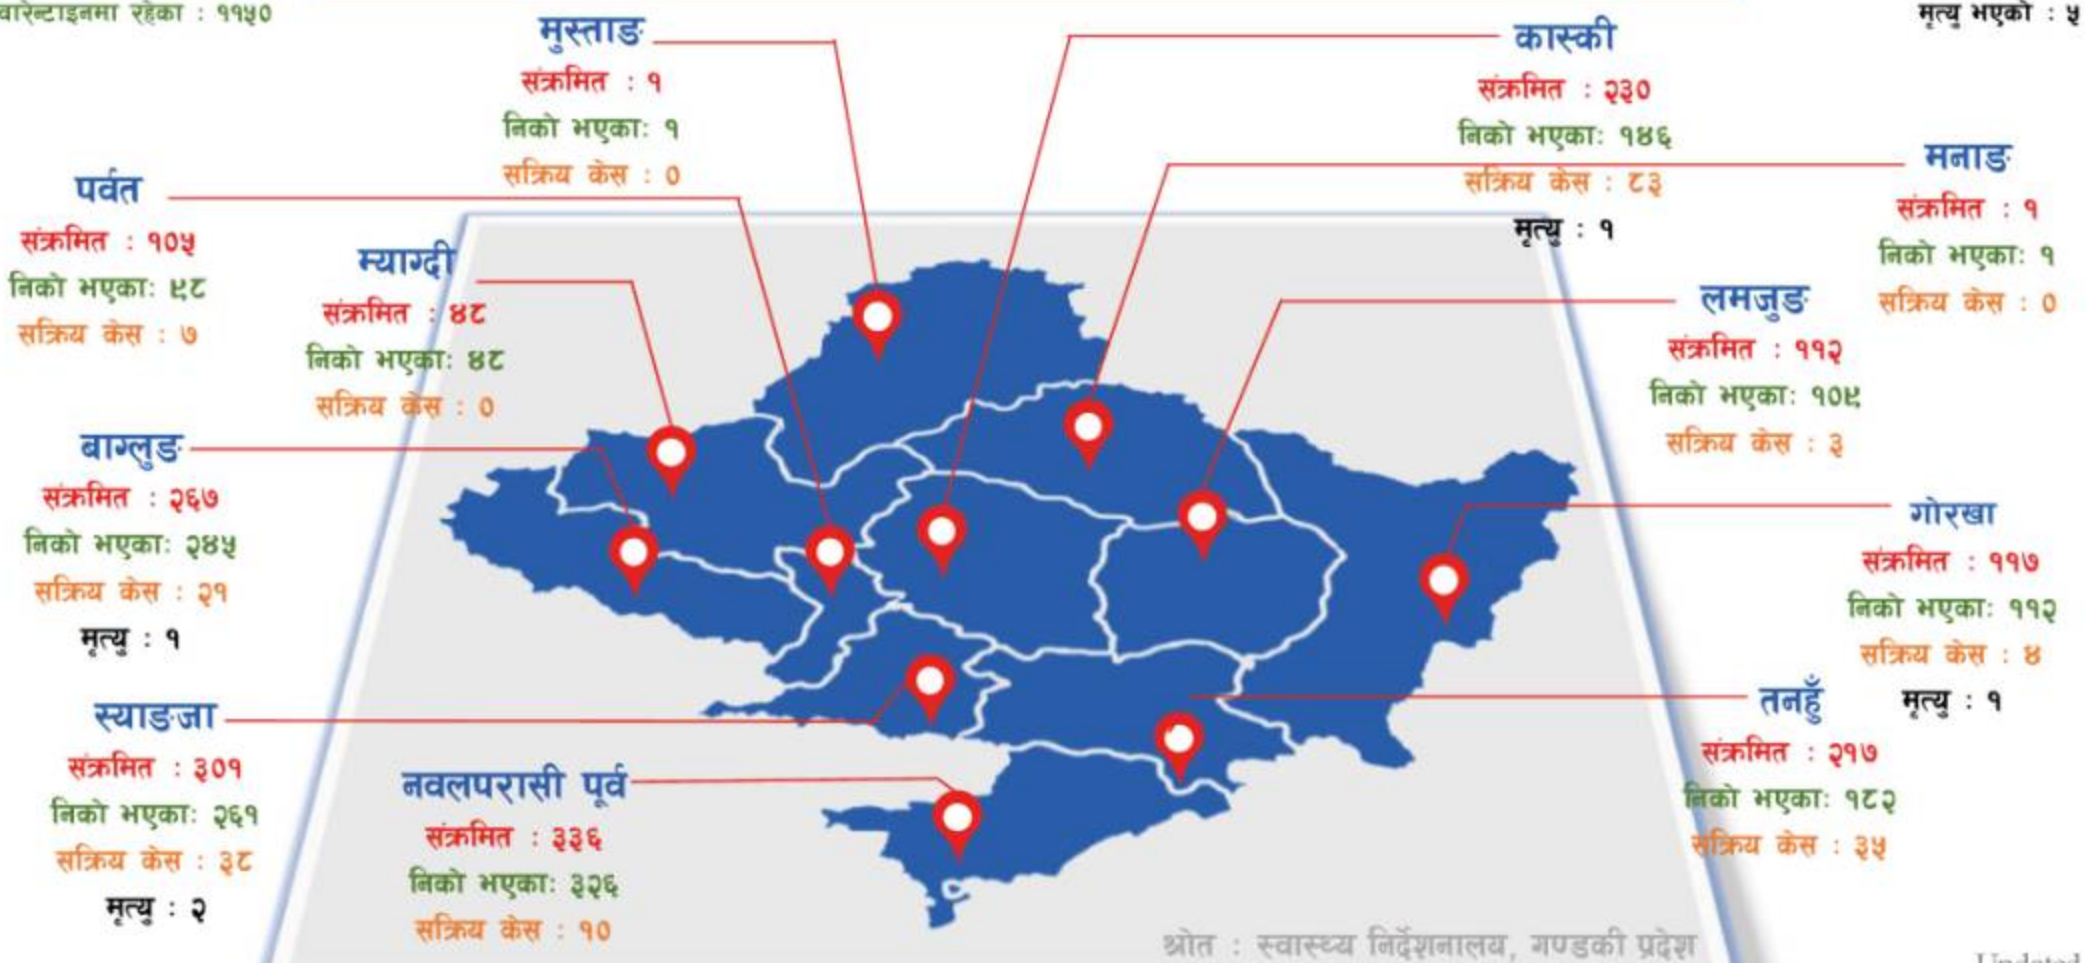 वारेन्टाइनमा रहेका : ११५०
मृत्यु भएको : ५
मुस्ताङ
संक्रमित : १
निको भएका: १
सक्रिय केस : 0
कास्की
संक्रमित : २३०
निको भएका: १४६
सक्रिय केस : ८३
मृत्यु : १
मनाङ
संक्रमित : १
निको भएका: १
सक्रिय केस : 0
पर्वत
संक्रमित : १०५
निको भएका: ९८
सक्रिय केस : ७
म्याग्दी
संक्रमित : ४८
निको भएका: ४८
सक्रिय केस : 0
लमजुङ
संक्रमित : ११२
निको भएका: १०९
सक्रिय केस : ३
बाग्लुङ
संक्रमित : २६७
निको भएका: २४५
सक्रिय केस : २१
मृत्यु : १
गोरखा
संक्रमित : ११७
निको भएका: ११२
सक्रिय केस : ४
मृत्यु : १
स्याङजा
संक्रमित : ३०१
निको भएका: २६१
सक्रिय केस : ३८
मृत्यु : २
नवलपरासी पूर्व
संक्रमित : ३३६
निको भएका: ३२६
सक्रिय केस : १०
तनहुँ
संक्रमित : २१७
निको भएका: १८२
सक्रिय केस : ३५
श्रोत : स्वास्थ्य निर्देशनालय, गण्डकी प्रदेश
Updated